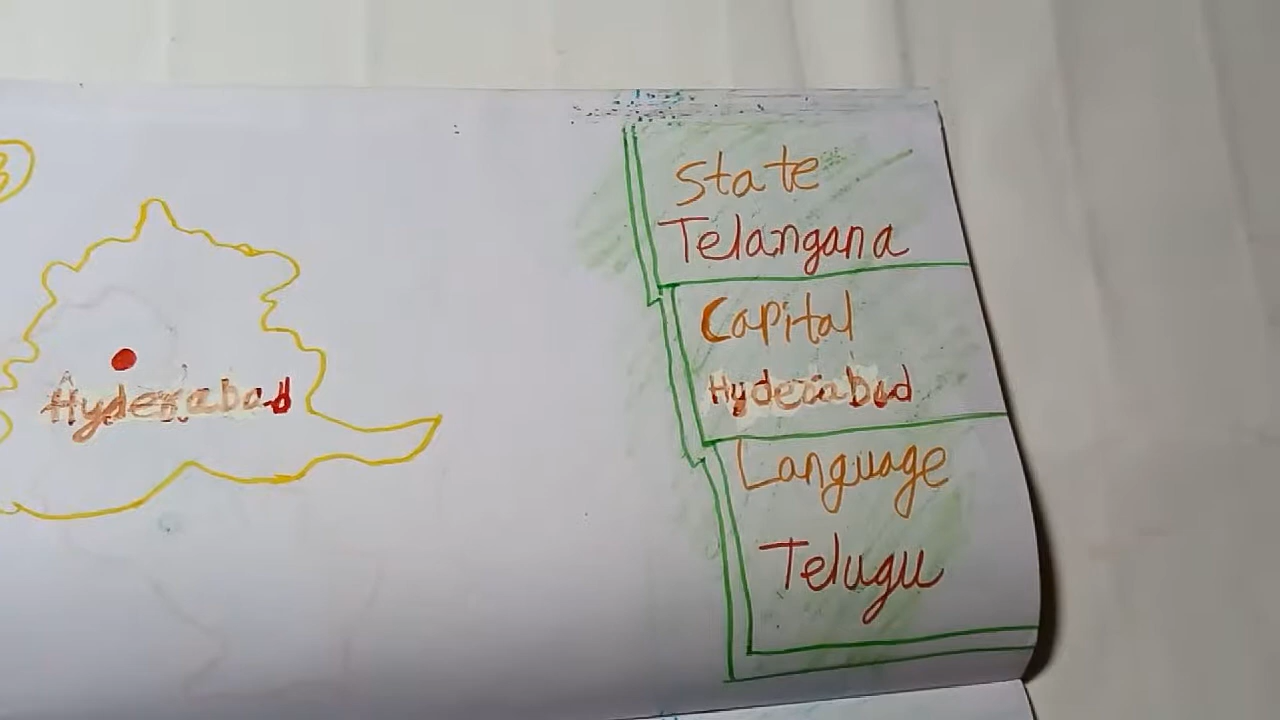 State
Telangana
Capital
Hyderabad
Language
Telugu
Hyderabad